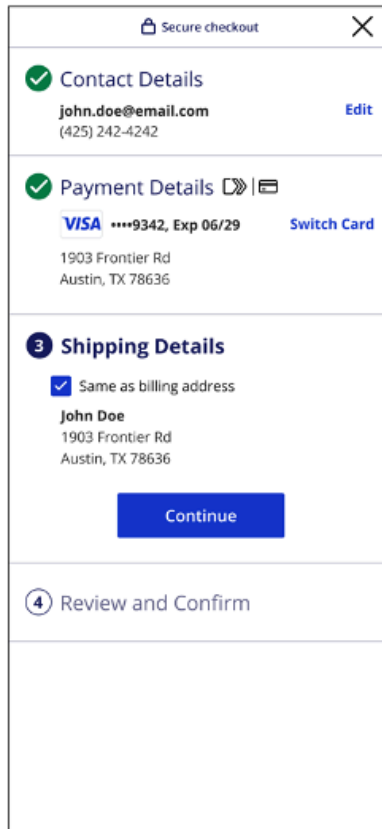 Secure checkout
Contact Details
john.doe@email.com Edit
(425) 242-4242
Payment Details
VISA ••••9342, Exp 06/29 Switch Card
1903 Frontier Rd
Austin, TX 78636
3 Shipping Details
Same as billing address
John Doe
1903 Frontier Rd
Austin, TX 78636
Continue
4 Review and Confirm